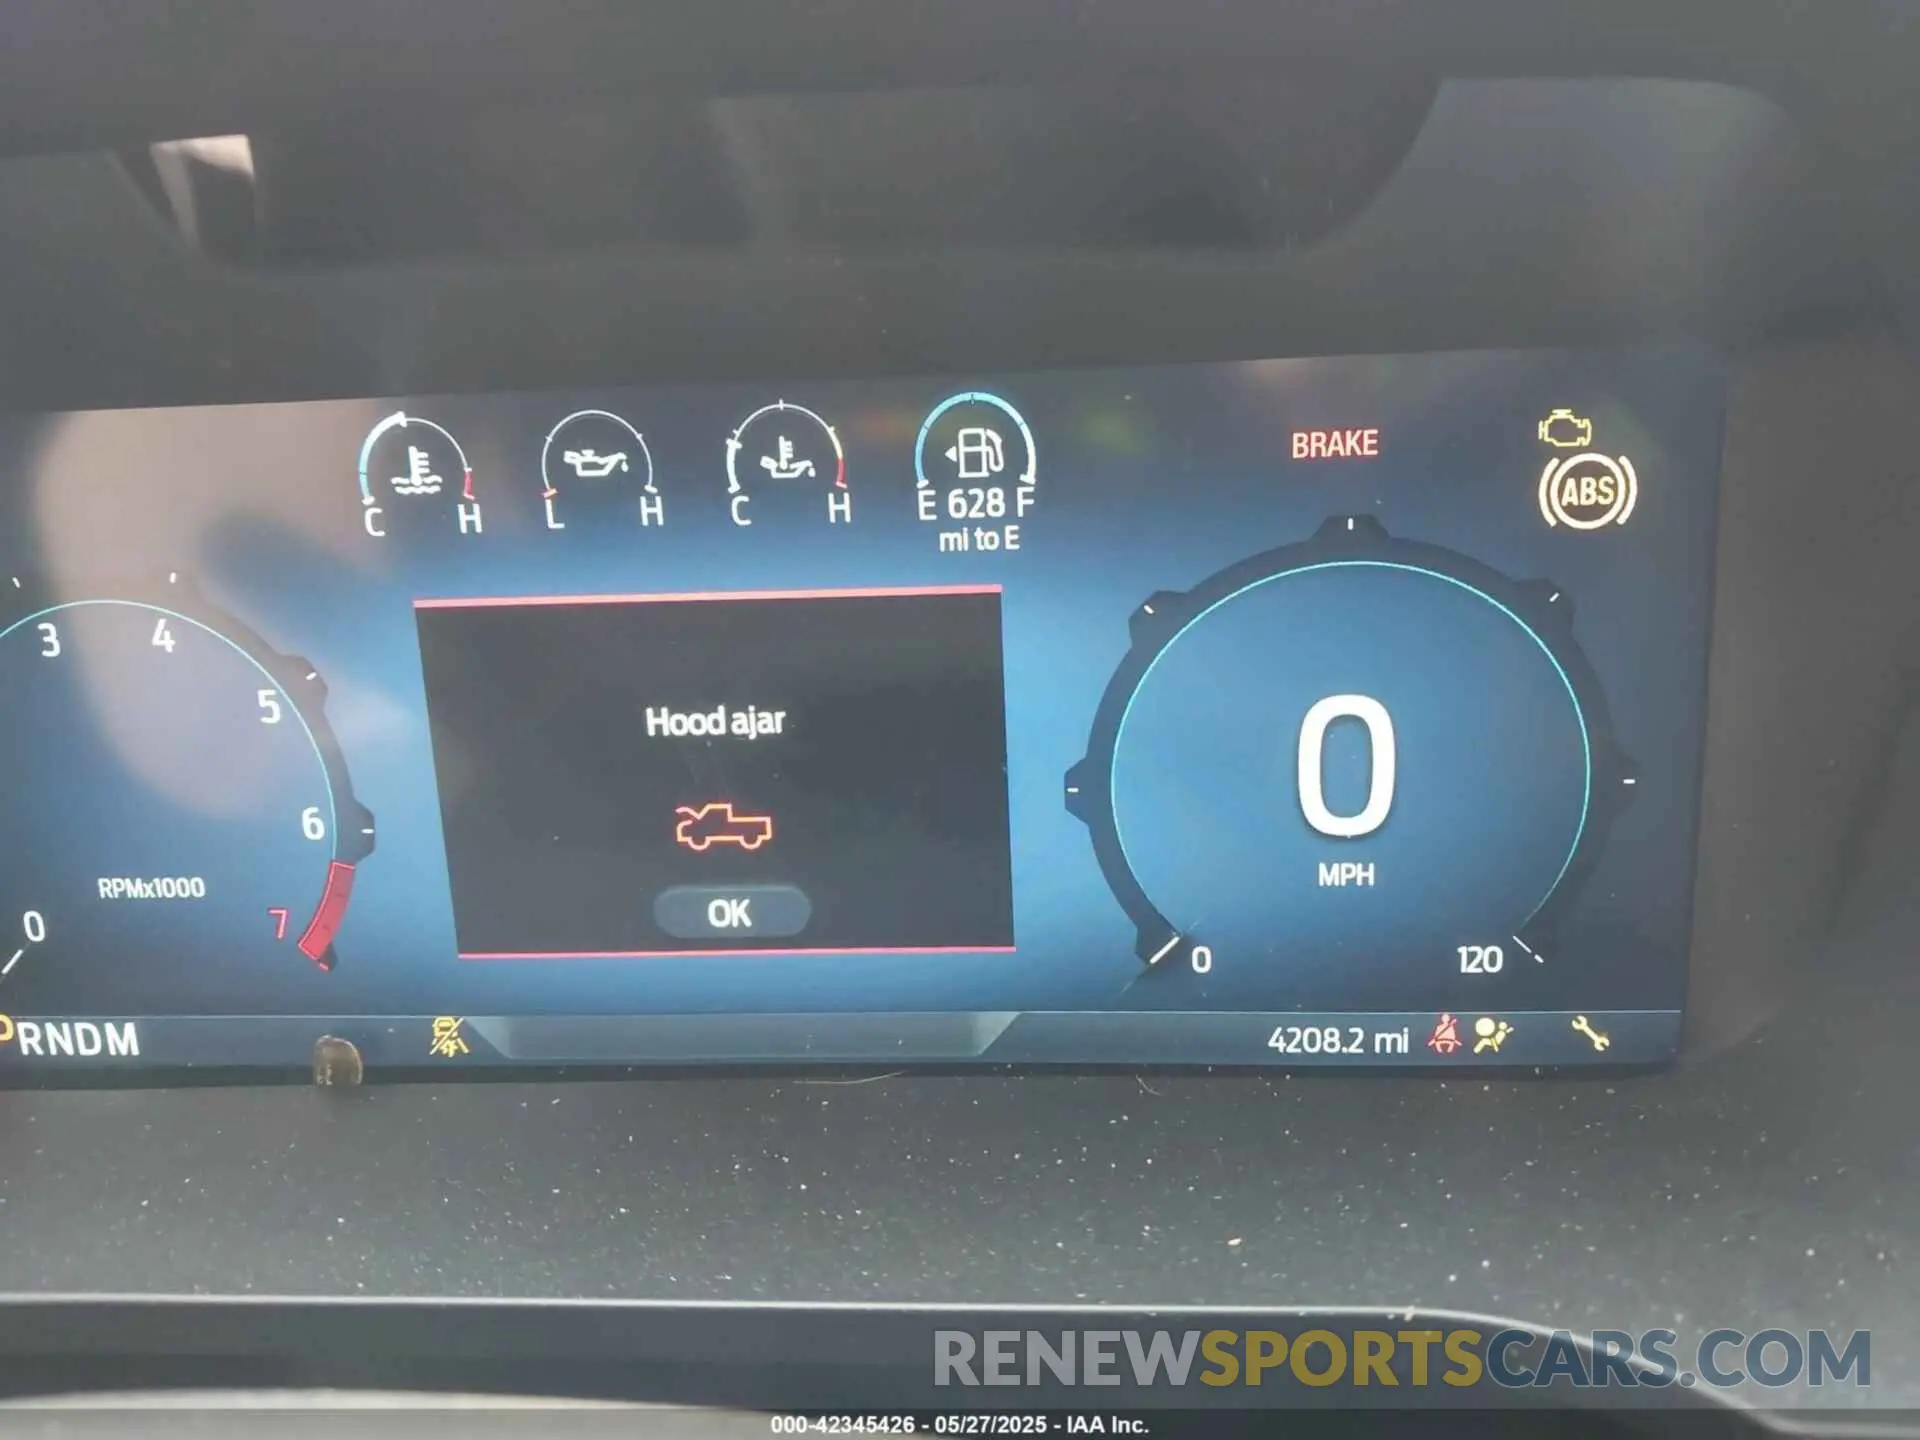 C H
L H
C H
E 628 F
mi to E
BRAKE
ABS
3
4
5
6
7
0
RPMx1000
Hood ajar
OK
0
MPH
0
120
PRNDM
4208.2 mi
RENEWSPORTSCARS.COM
000-42345426 - 05/27/2025 - IAA Inc.